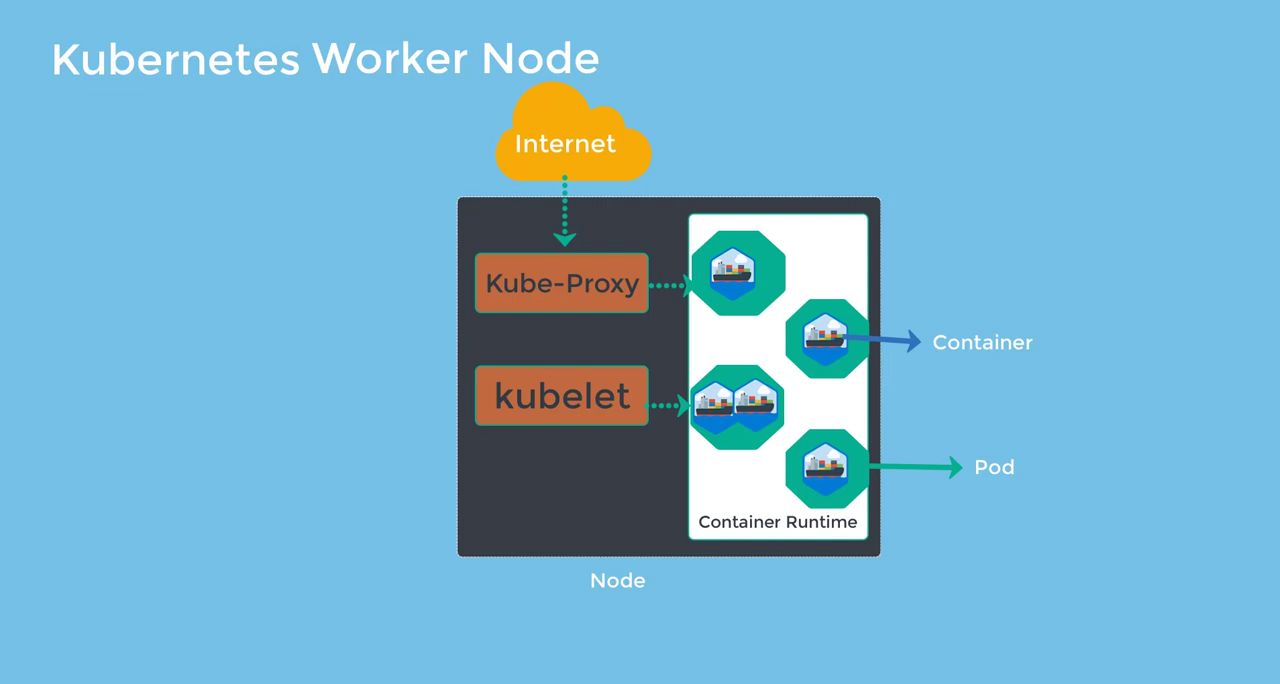 Kubernetes Worker Node
Internet
Kube-Proxy
kubelet
Container
Pod
Container Runtime
Node